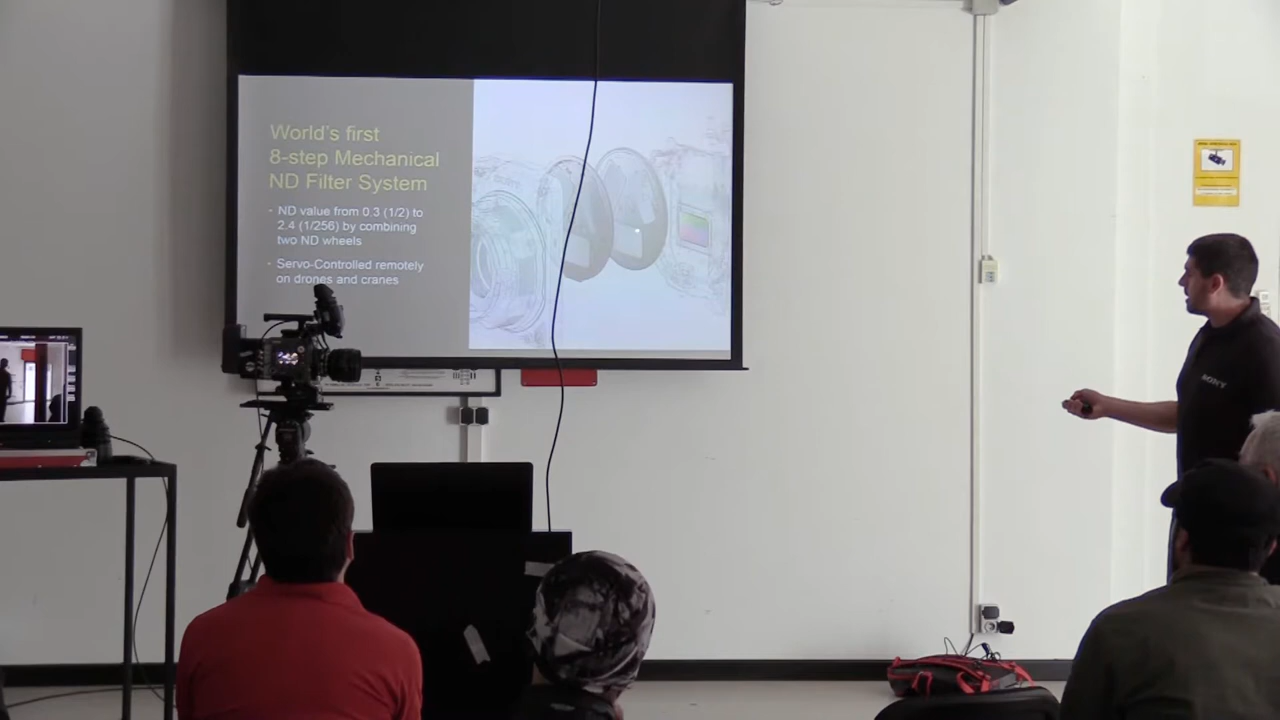 World's first
8-step Mechanical
ND Filter System
- ND value from 0.3 (1/2) to
2.4 (1/256) by combining
two ND wheels
- Servo-Controlled remotely
on drones and cranes
SONY